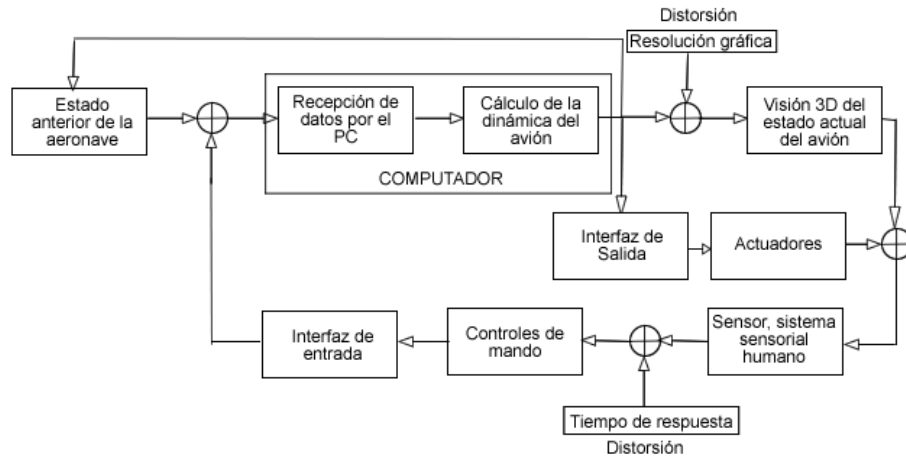 Distorsión
Resolución gráfica
Estado
anterior de la
aeronave
Recepción de
datos por el
PC
Cálculo de la
dinámica del
avión
COMPUTADOR
Visión 3D del
estado actual
del avión
Interfaz de
Salida
Actuadores
Interfaz de
entrada
Controles de
mando
Sensor, sistema
sensorial
humano
Tiempo de respuesta
Distorsión